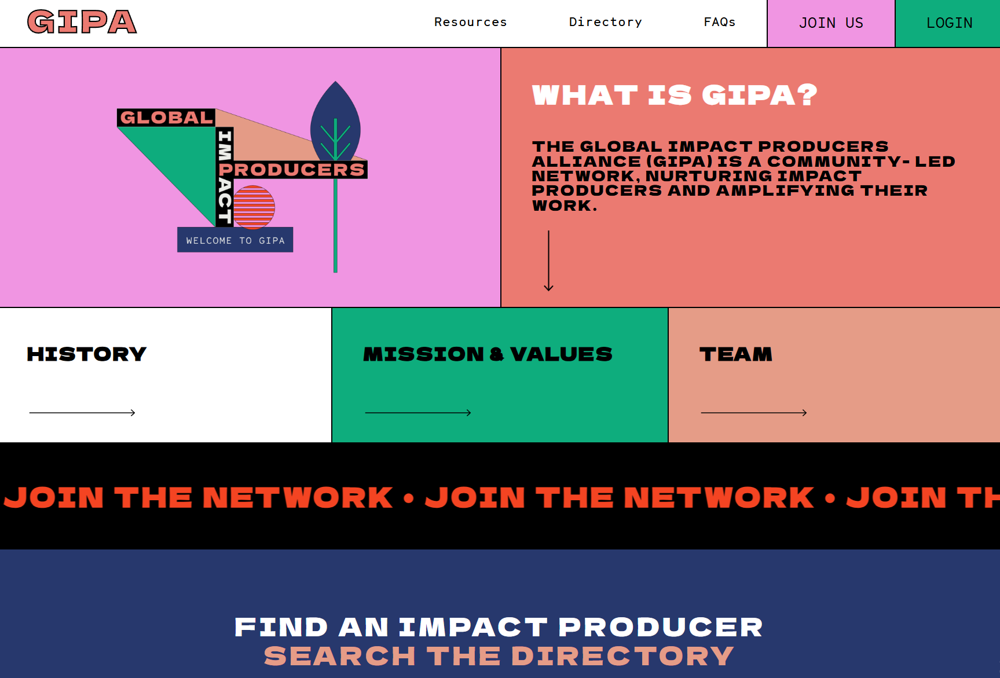 GIPA
Resources
Directory
FAQs
JOIN US
LOGIN
GLOBAL
IMPACT
PRODUCERS
WELCOME TO GIPA
WHAT IS GIPA?
THE GLOBAL IMPACT PRODUCERS
ALLIANCE (GIPA) IS A COMMUNITY- LED
NETWORK, NURTURING IMPACT
PRODUCERS AND AMPLIFYING THEIR
WORK.
HISTORY
MISSION & VALUES
TEAM
JOIN THE NETWORK • JOIN THE NETWORK • JOIN TH
FIND AN IMPACT PRODUCER
SEARCH THE DIRECTORY